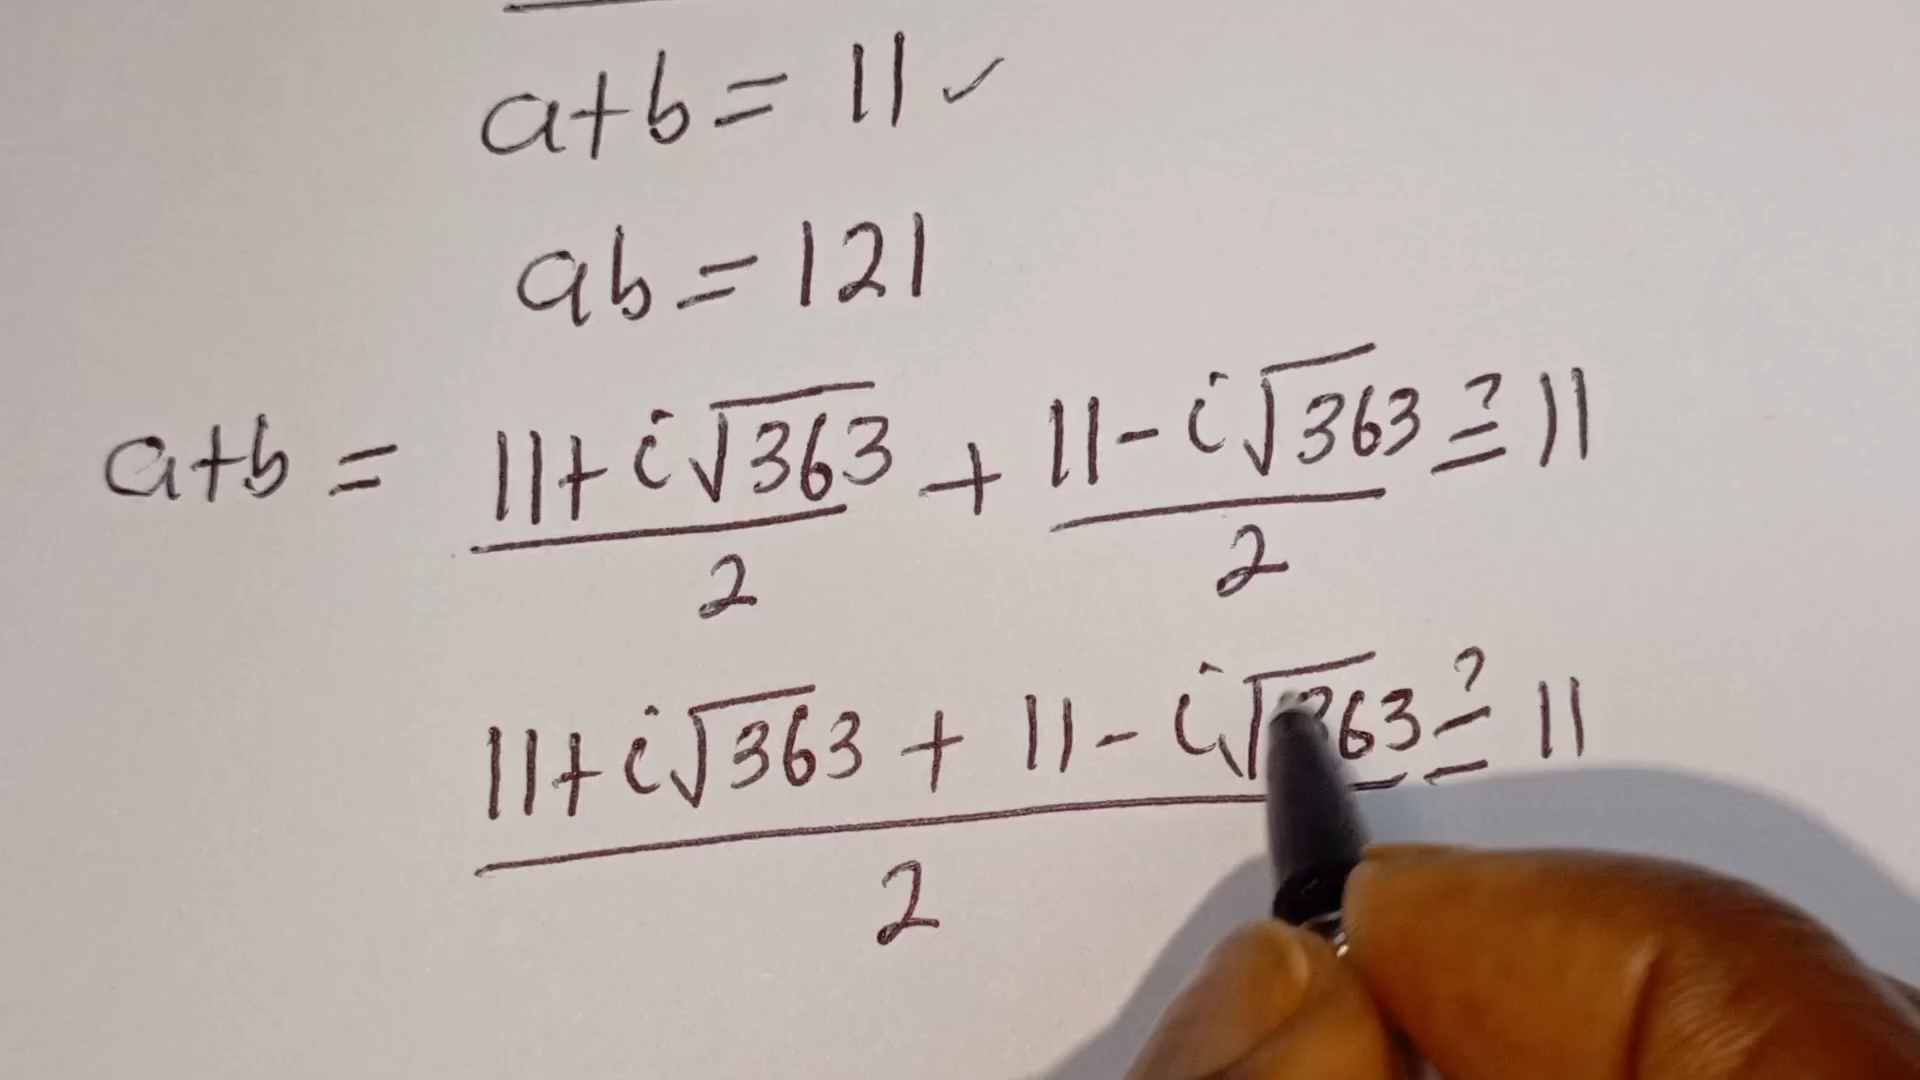 a+b = 11 ✓
ab = 121
a+b = (11+i√363)/2 + (11-i√363)/2 ≟ 11
(11+i√363 + 11-i√363)/2 ≟ 11